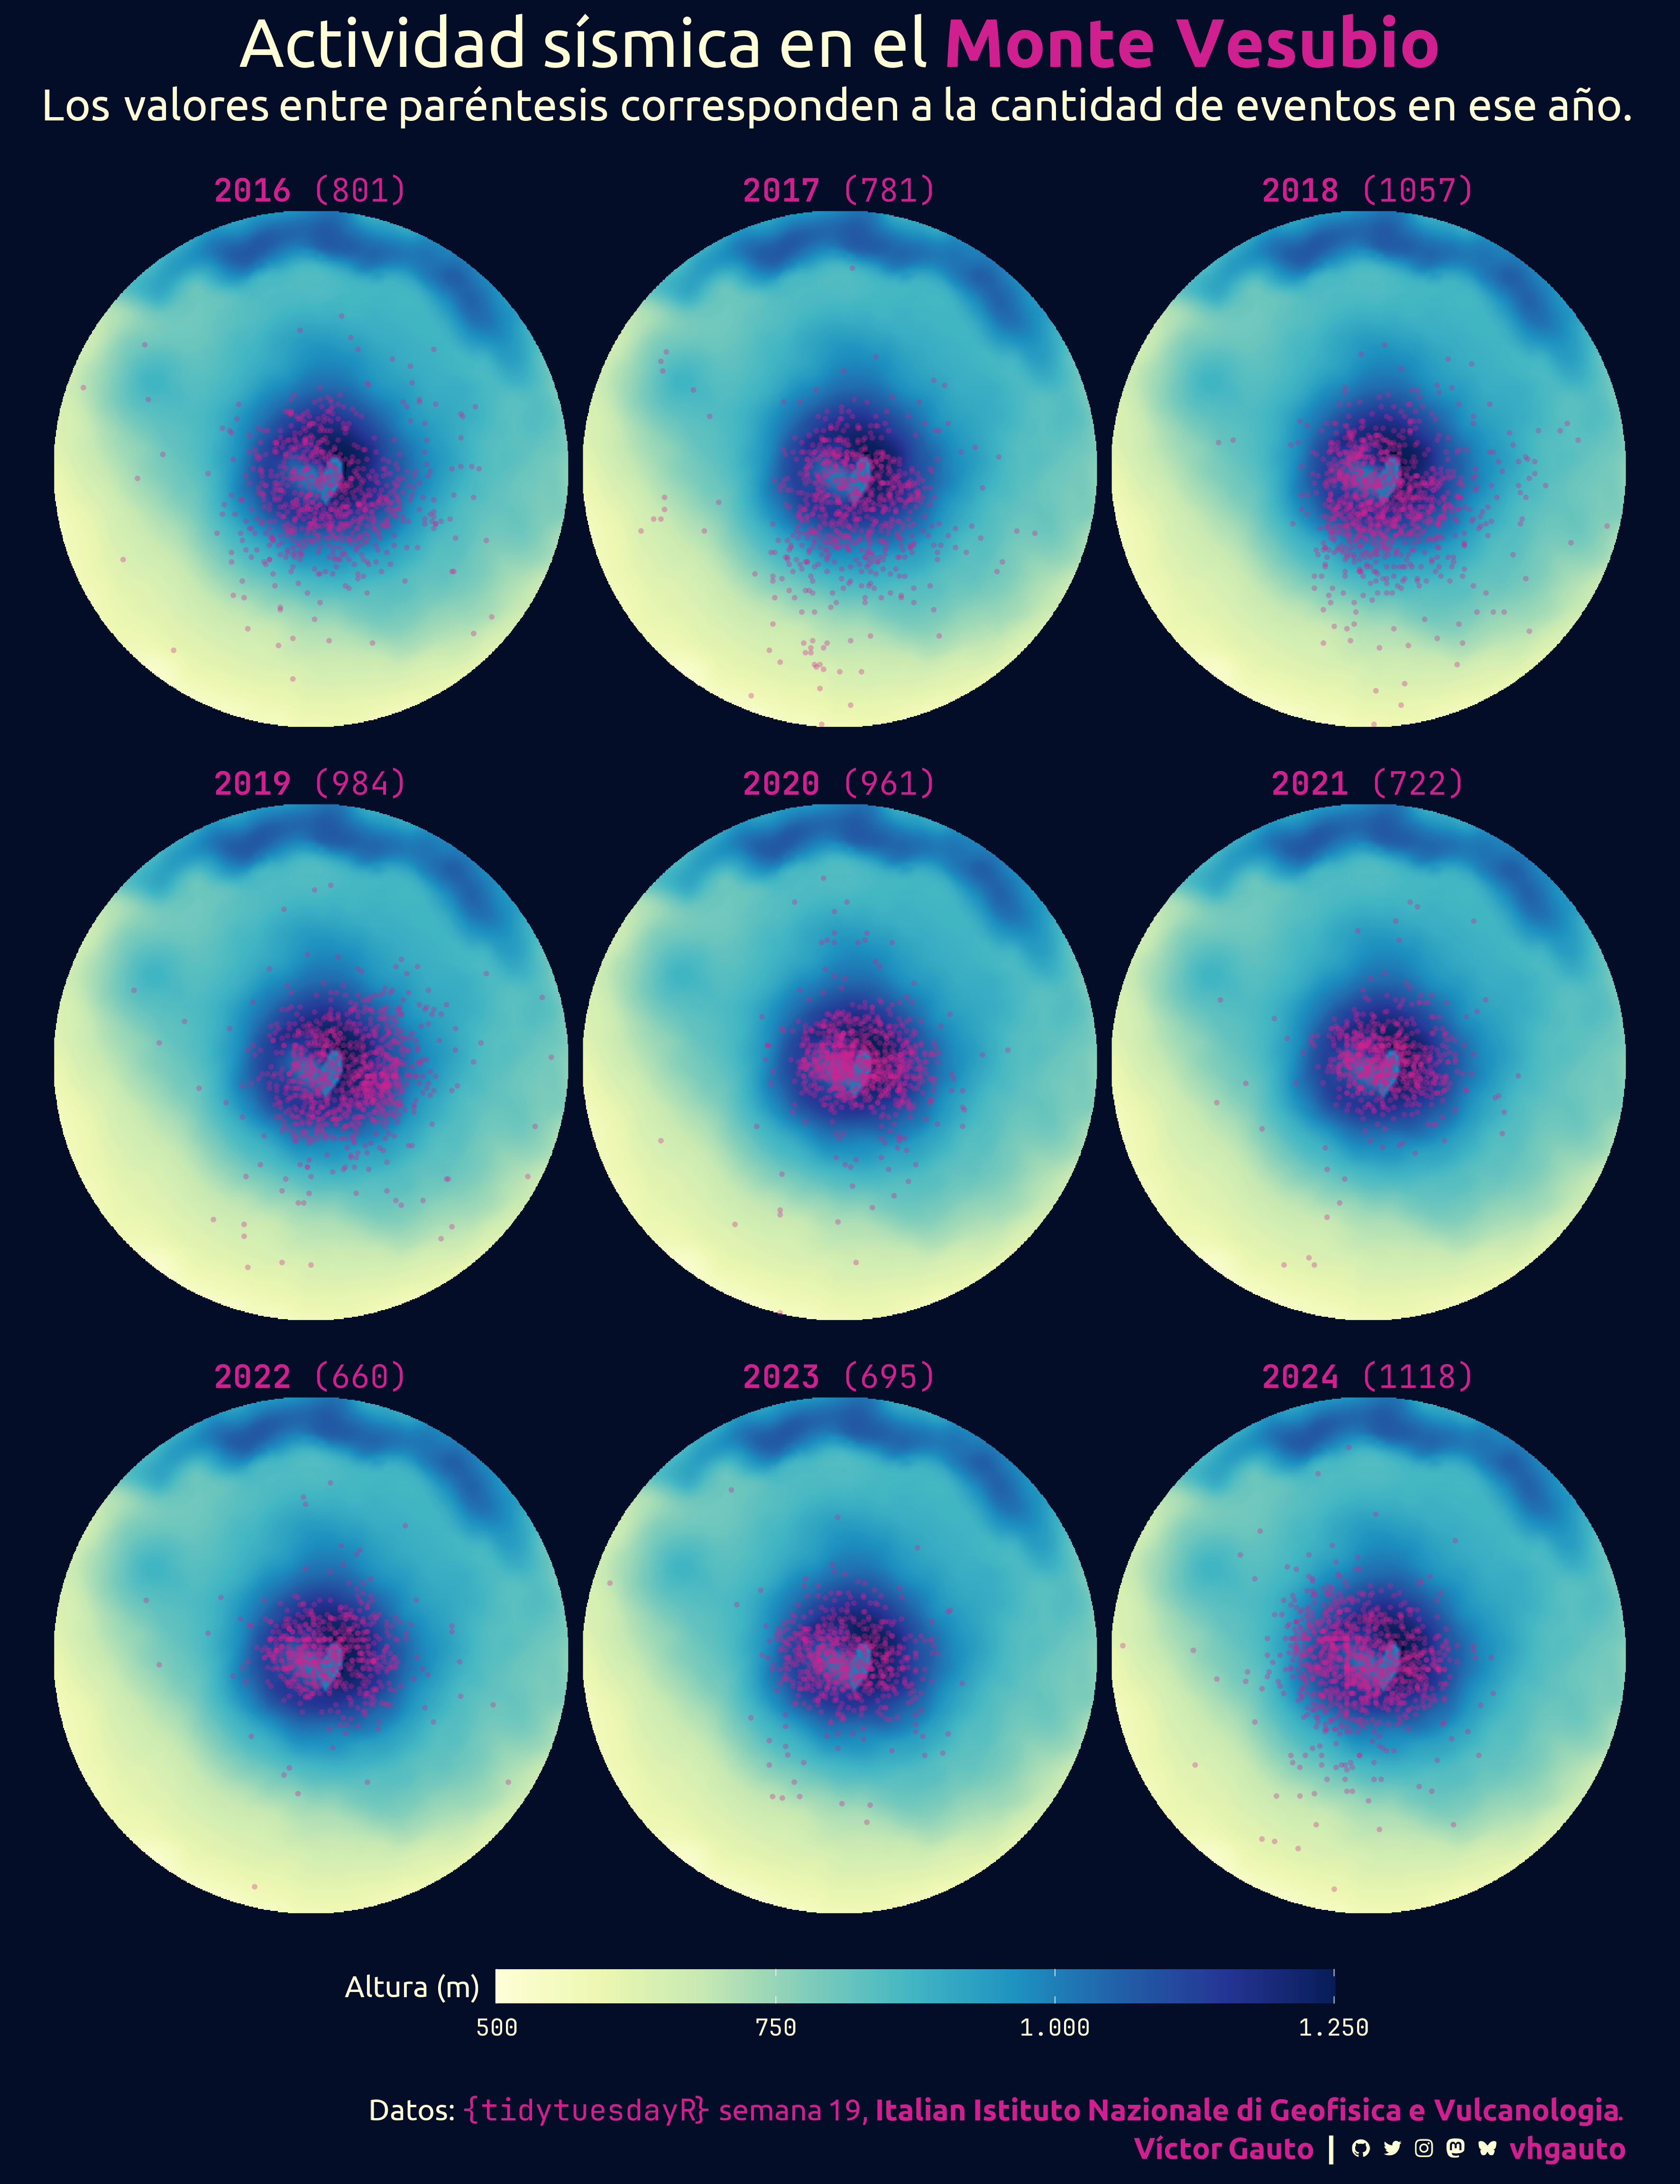 Actividad sísmica en el Monte Vesubio
Los valores entre paréntesis corresponden a la cantidad de eventos en ese año.
2016 (801)
2017 (781)
2018 (1057)
2019 (984)
2020 (961)
2021 (722)
2022 (660)
2023 (695)
2024 (1118)
Altura (m)
500 750 1.000 1.250
Datos: {tidytuesdayR} semana 19, Italian Istituto Nazionale di Geofisica e Vulcanologia.
Víctor Gauto | vhgauto